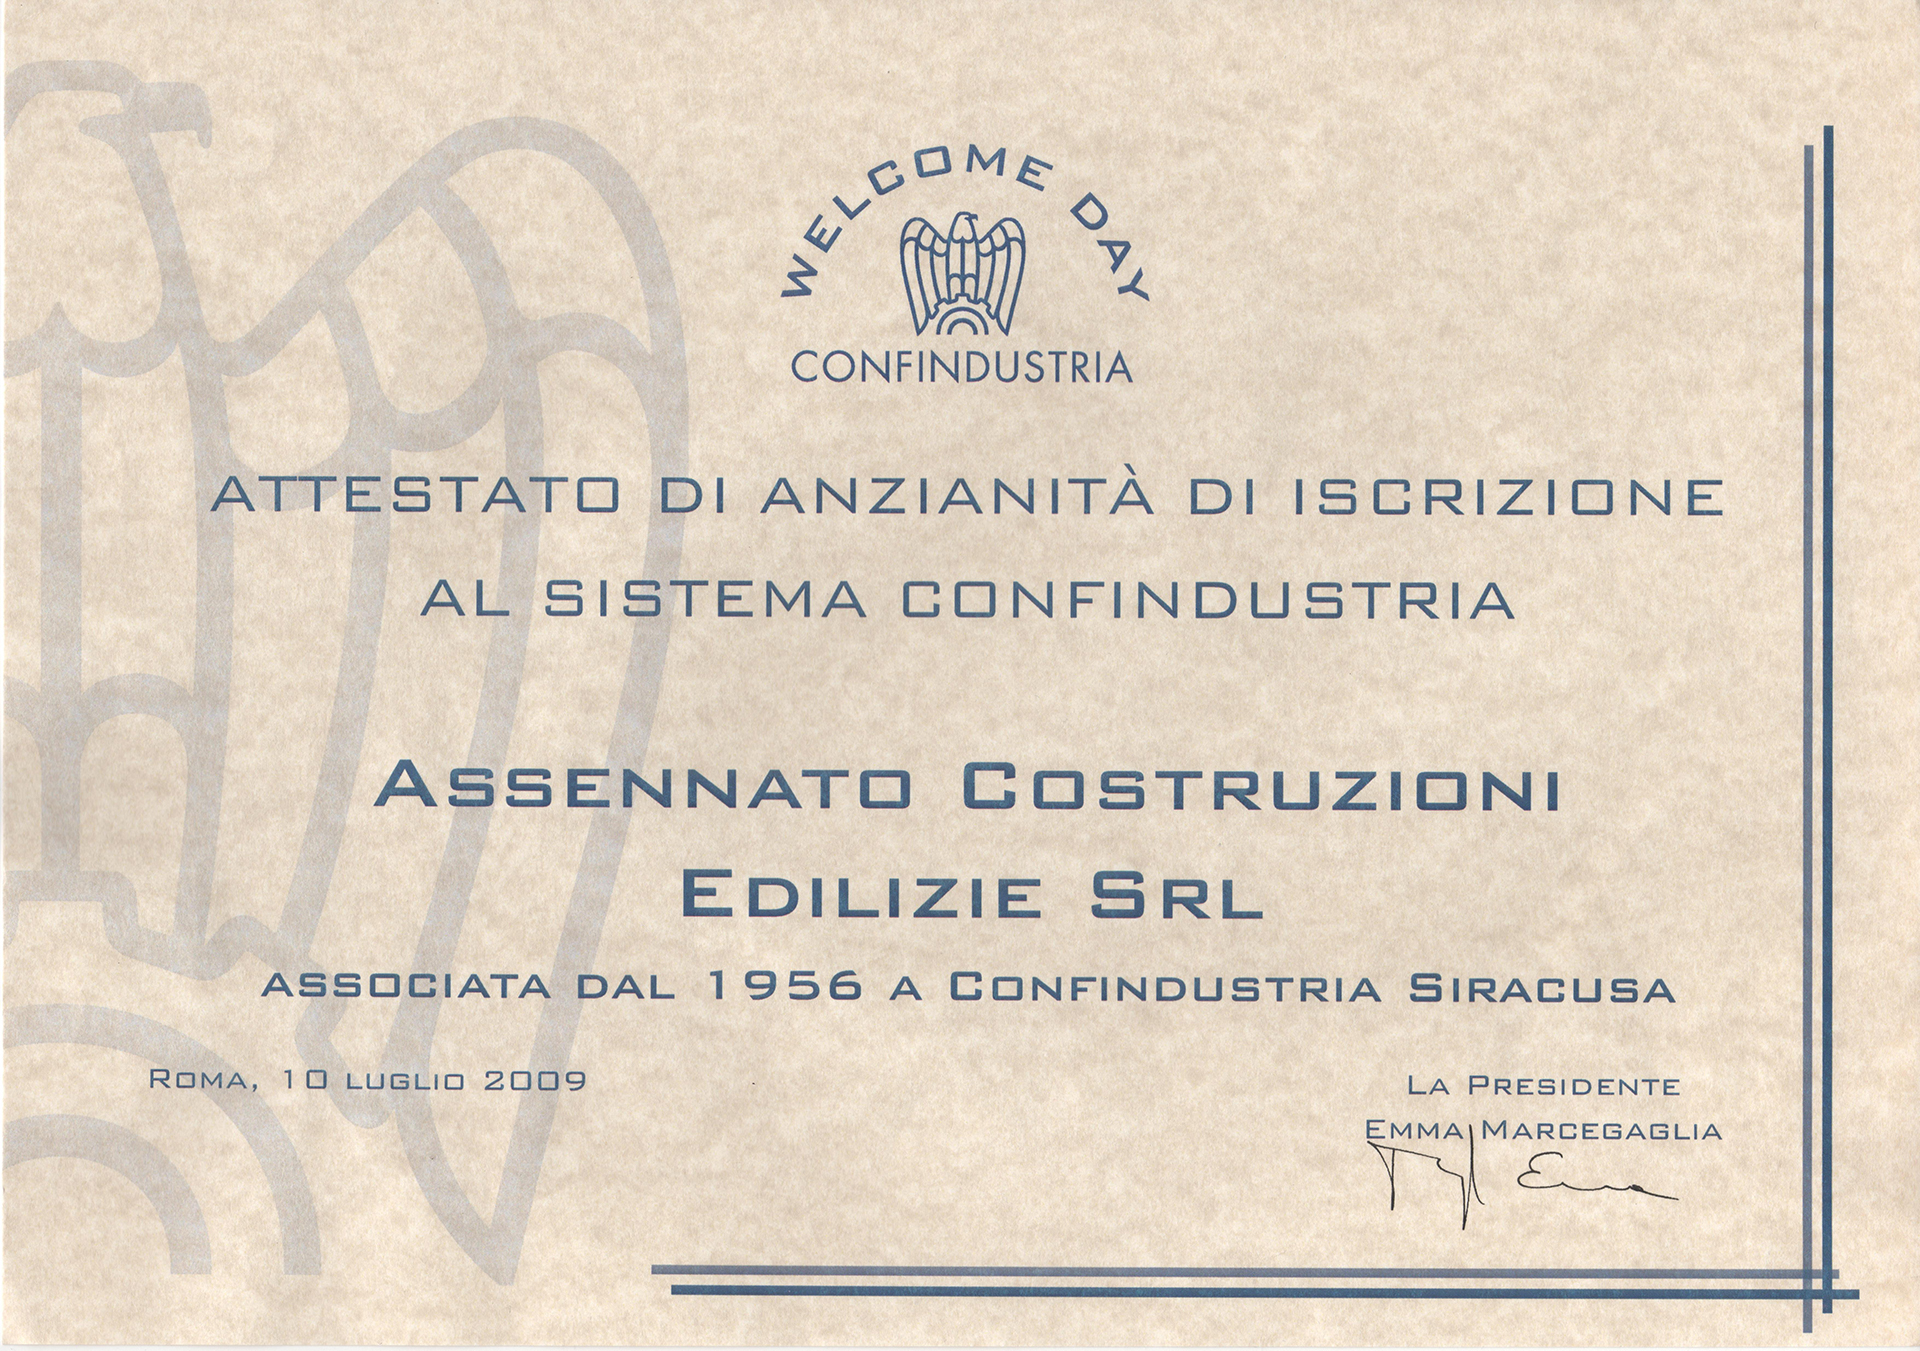 WELCOME DAY
CONFINDUSTRIA
ATTESTATO DI ANZIANITÀ DI ISCRIZIONE
AL SISTEMA CONFINDUSTRIA
ASSENNATO COSTRUZIONI
EDILIZIE SRL
ASSOCIATA DAL 1956 A CONFINDUSTRIA SIRACUSA
ROMA, 10 LUGLIO 2009
LA PRESIDENTE
EMMA MARCEGAGLIA